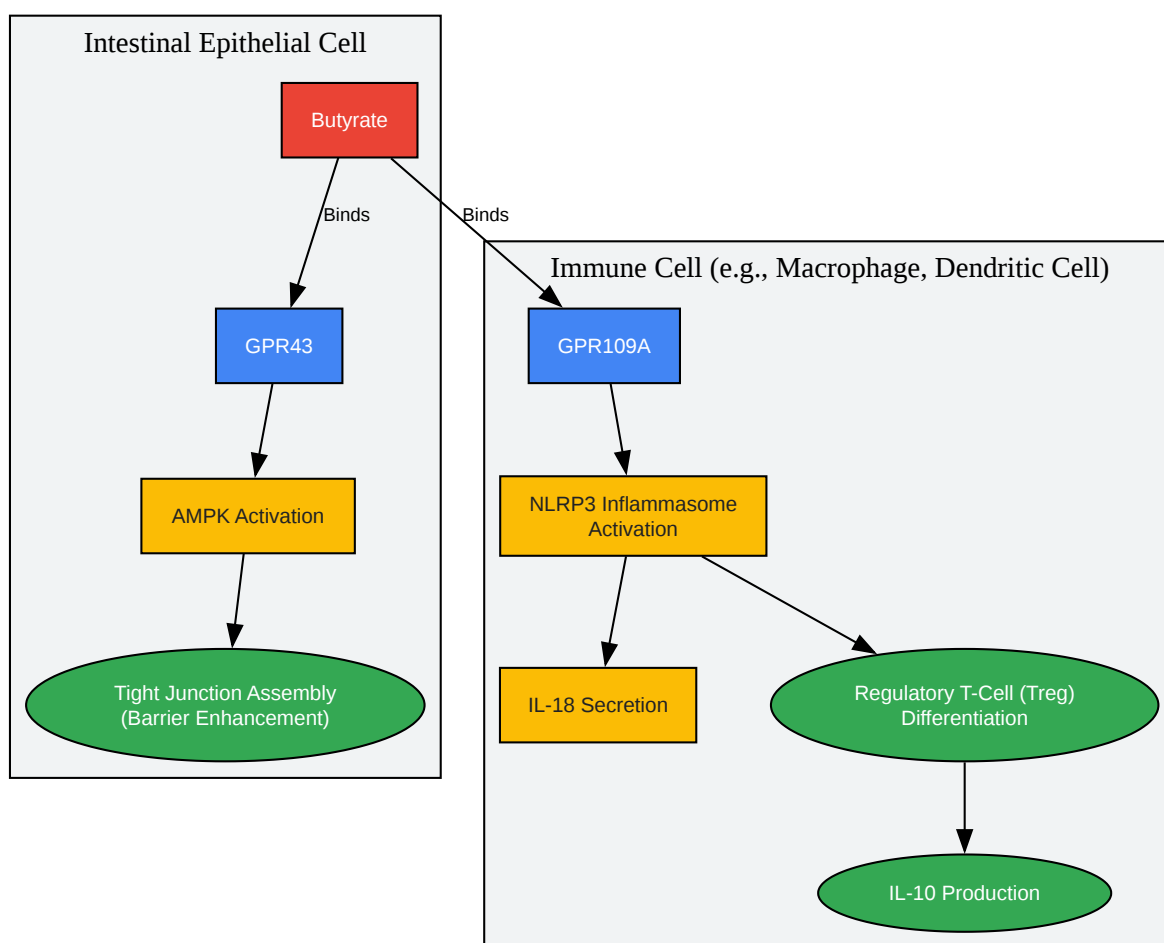 Intestinal Epithelial Cell
Butyrate
Binds
Binds
Immune Cell (e.g., Macrophage, Dendritic Cell)
GPR43
GPR109A
AMPK Activation
NLRP3 Inflammasome
Activation
Tight Junction Assembly
(Barrier Enhancement)
IL-18 Secretion
Regulatory T-Cell (Treg)
Differentiation
IL-10 Production